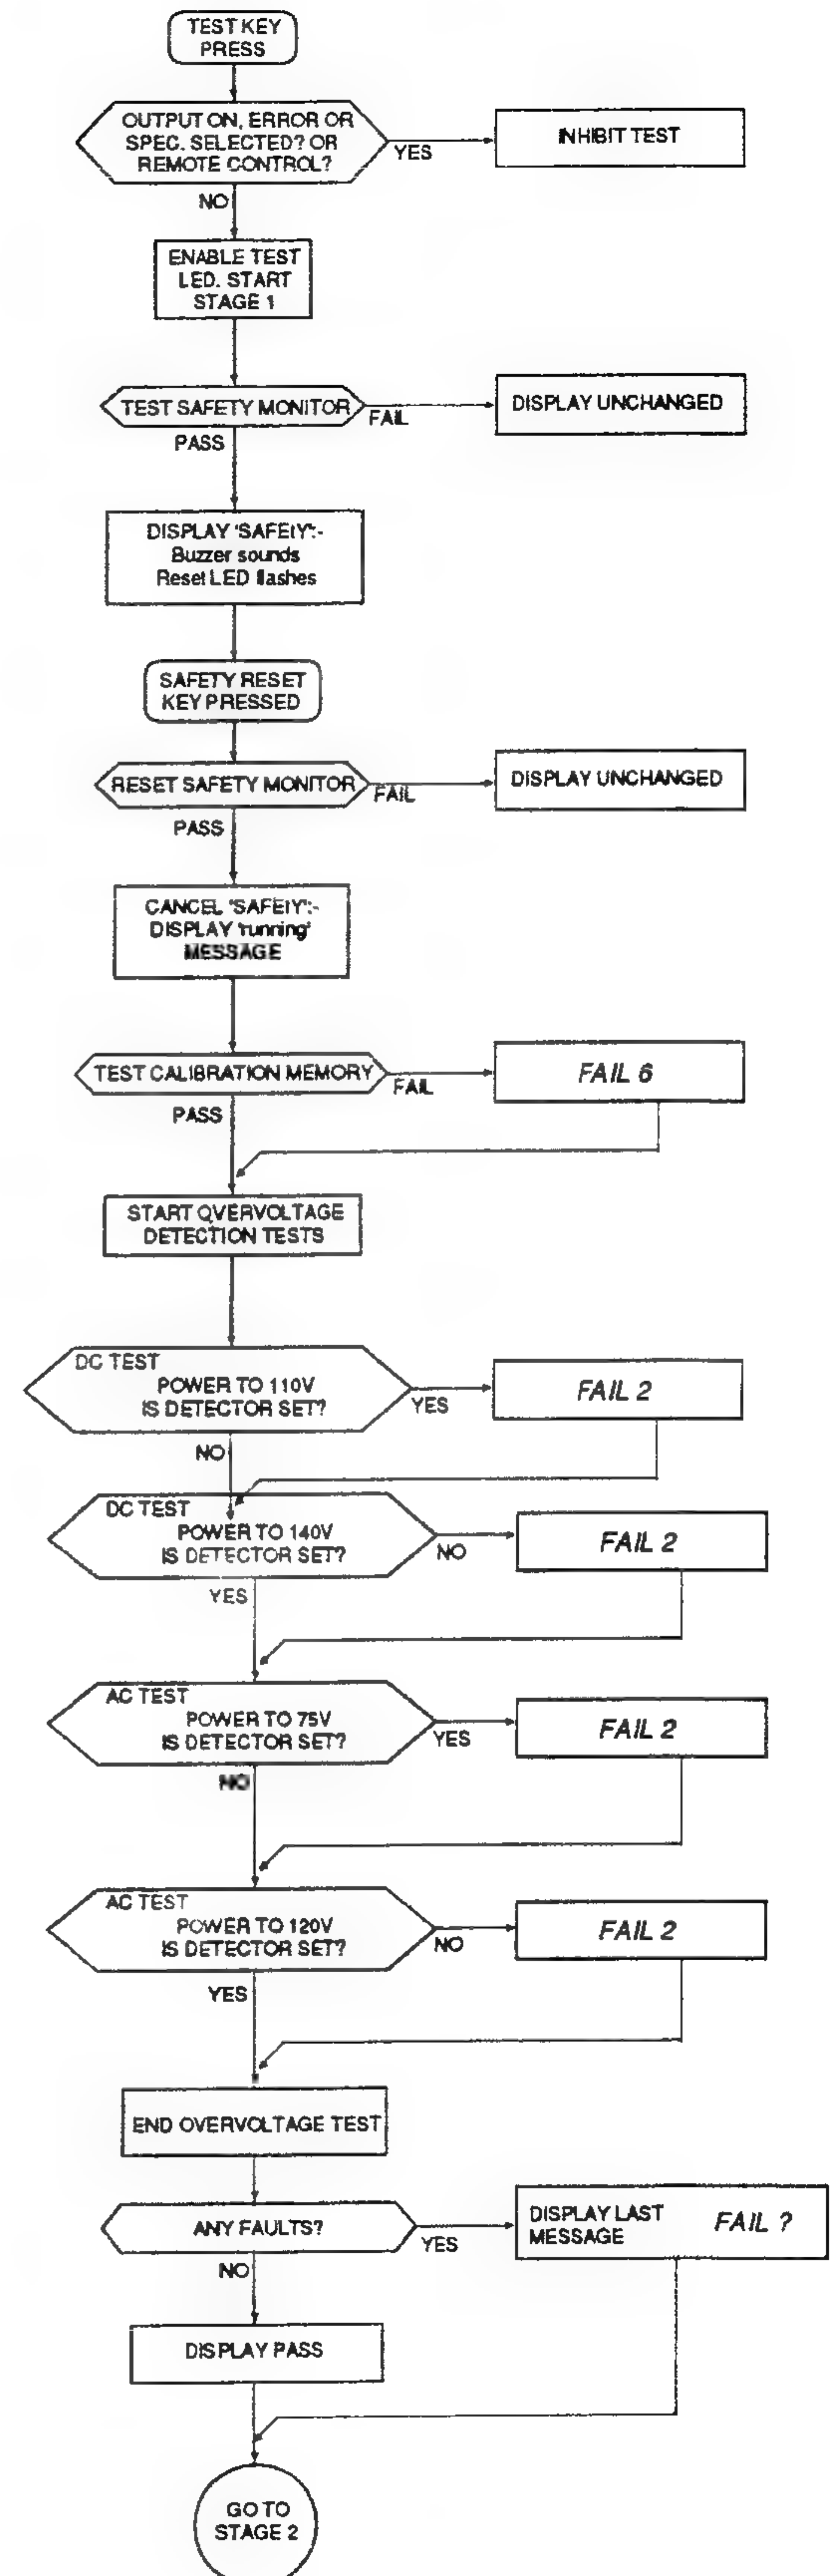 TEST KEY
PRESS
OUTPUT ON, ERROR OR
SPEC. SELECTED? OR
REMOTE CONTROL?
YES
INHIBIT TEST
NO
ENABLE TEST
LED. START
STAGE 1
TEST SAFETY MONITOR
FAIL
DISPLAY UNCHANGED
PASS
DISPLAY 'SAFEtY':-
Buzzer sounds
Reset LED flashes
SAFETY RESET
KEY PRESSED
RESET SAFETY MONITOR
FAIL
DISPLAY UNCHANGED
PASS
CANCEL 'SAFEtY':-
DISPLAY 'running'
MESSAGE
TEST CALIBRATION MEMORY
FAIL
FAIL 6
PASS
START OVERVOLTAGE
DETECTION TESTS
DC TEST
POWER TO 110V
IS DETECTOR SET?
YES
FAIL 2
NO
DC TEST
POWER TO 140V
IS DETECTOR SET?
NO
FAIL 2
YES
AC TEST
POWER TO 75V
IS DETECTOR SET?
YES
FAIL 2
NO
AC TEST
POWER TO 120V
IS DETECTOR SET?
NO
FAIL 2
YES
END OVERVOLTAGE TEST
ANY FAULTS?
YES
DISPLAY LAST
MESSAGE
FAIL ?
NO
DISPLAY PASS
GO TO
STAGE 2